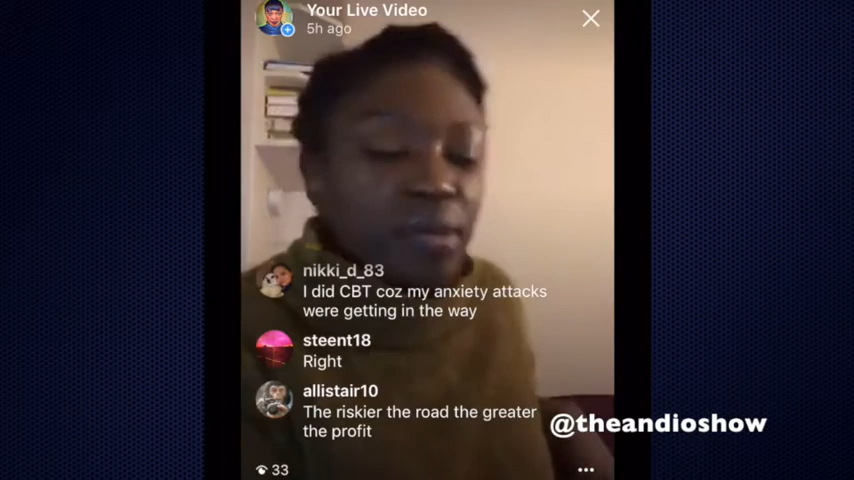 Your Live Video
5h ago
nikki_d_83
I did CBT coz my anxiety attacks
were getting in the way
steent18
Right
allistair10
The riskier the road the greater
the profit
@theandioshow
33